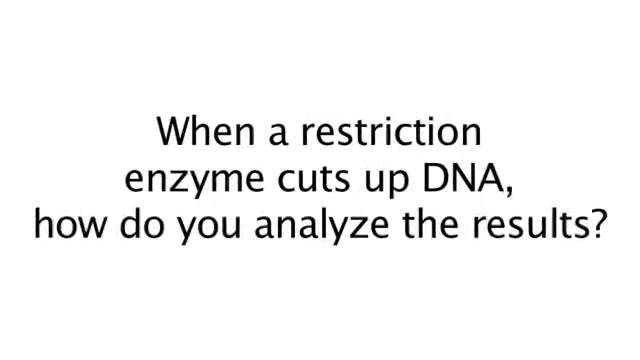 When a restriction
enzyme cuts up DNA,
how do you analyze the results?